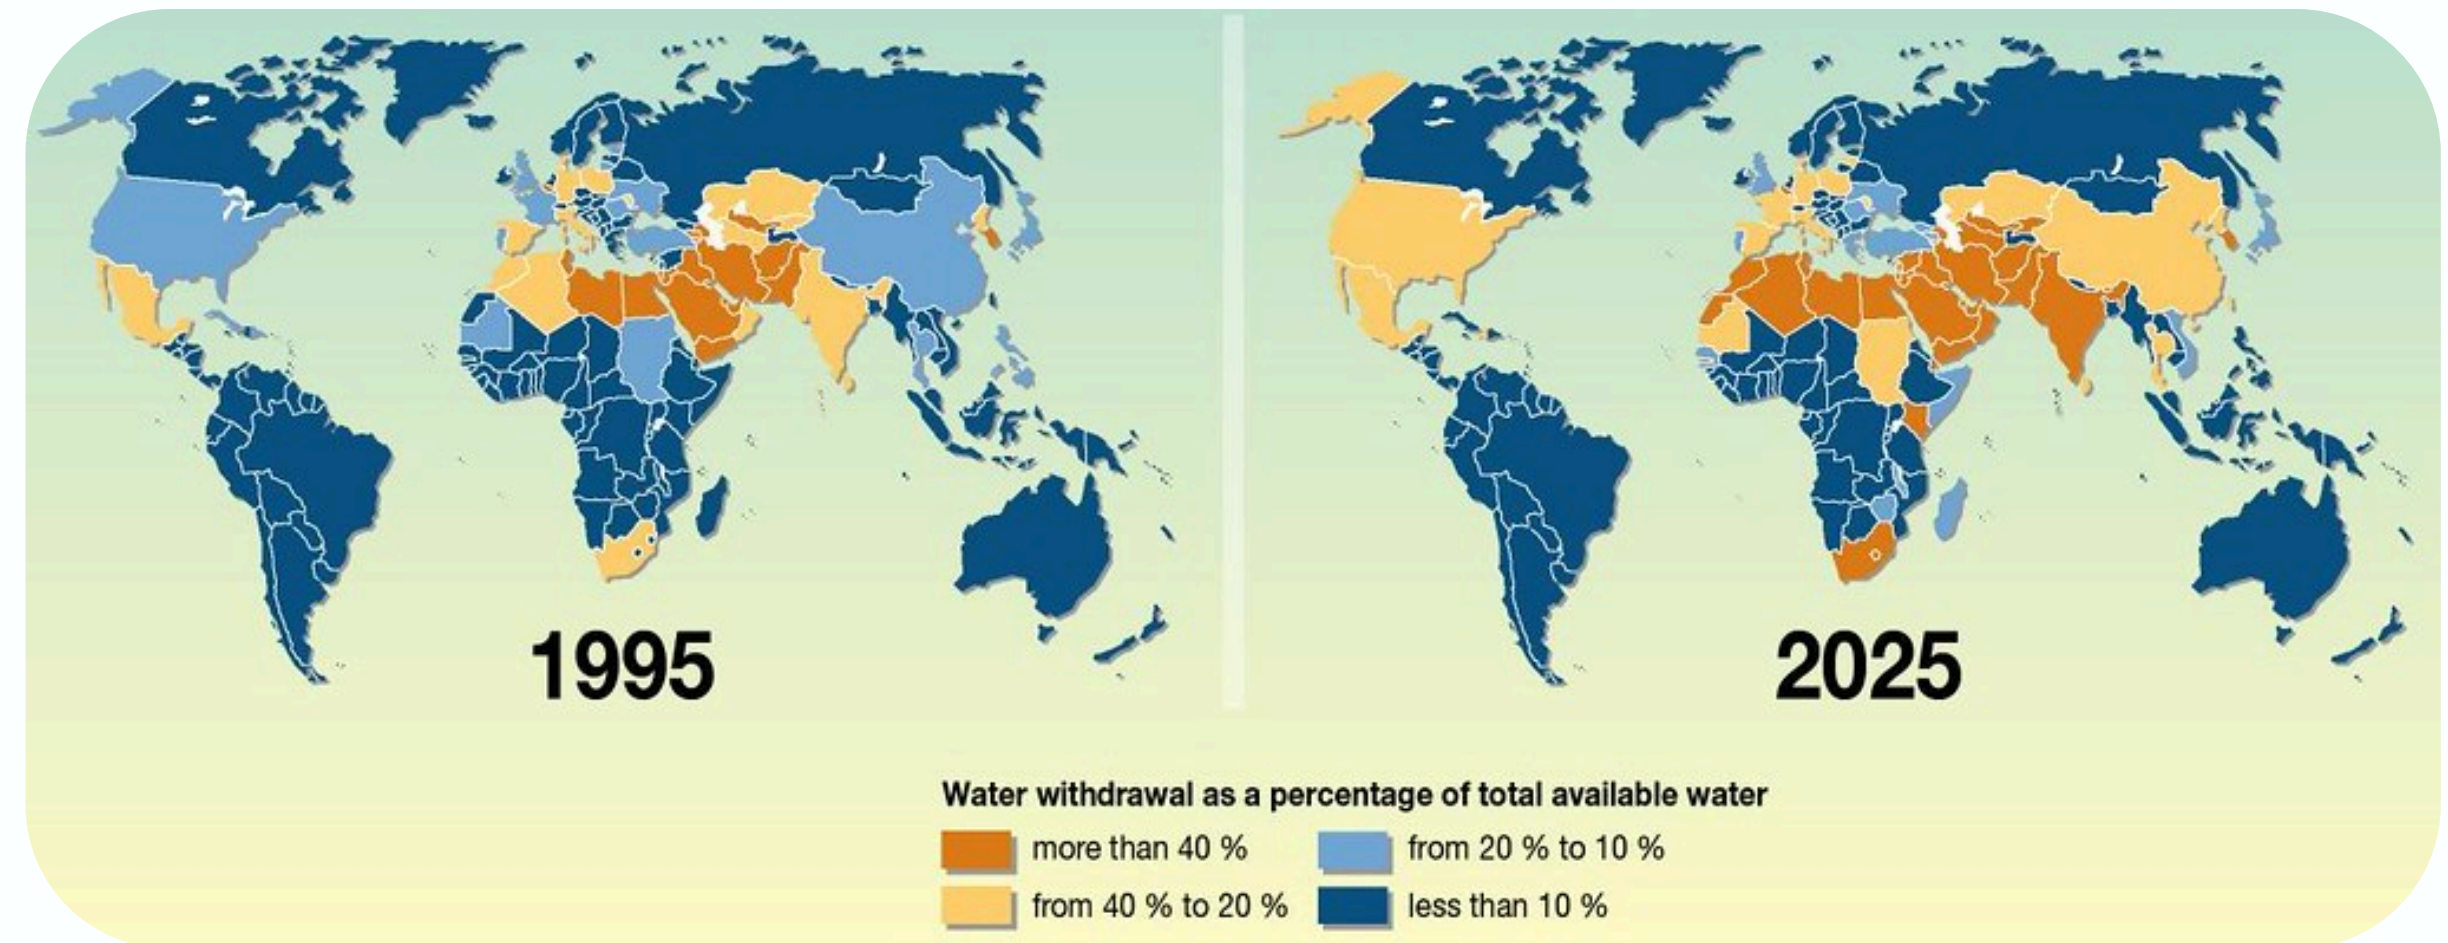 1995
2025
Water withdrawal as a percentage of total available water
more than 40 %
from 20 % to 10 %
from 40 % to 20 %
less than 10 %